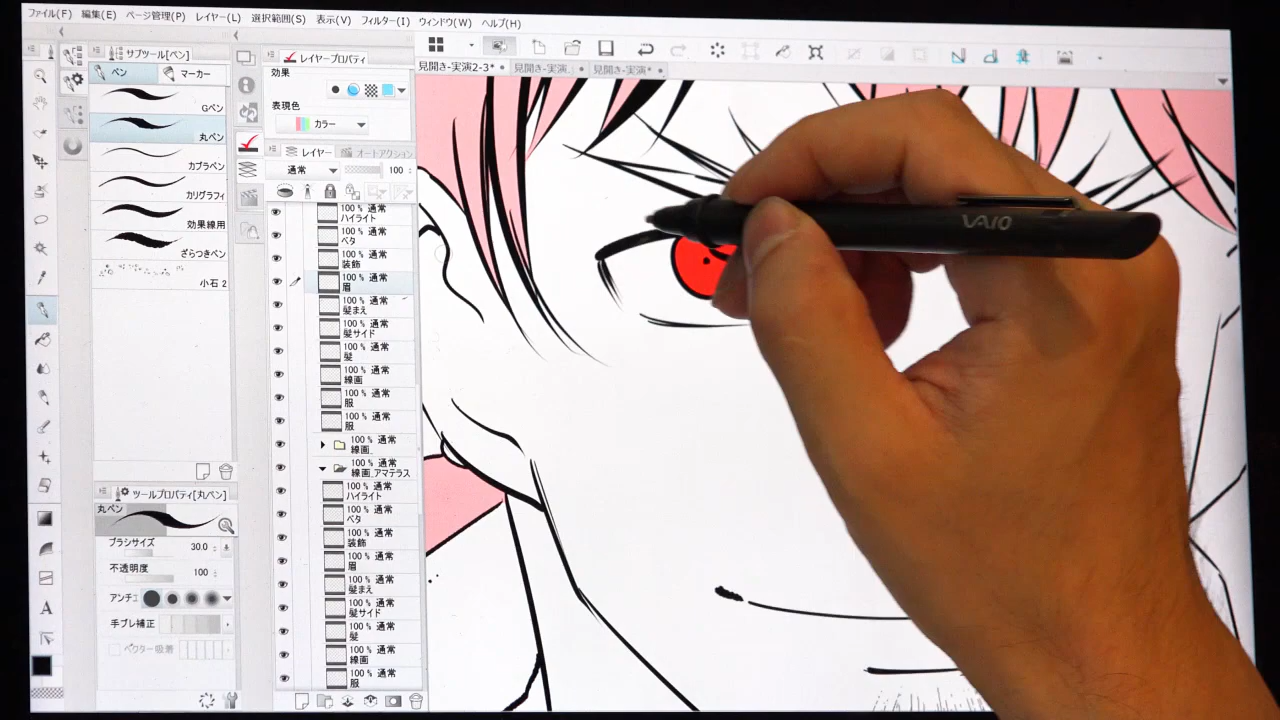 ファイル(F) 編集(E) ページ管理(P) レイヤー(L) 選択範囲(S) 表示(V) フィルター(I) ウィンドウ(W) ヘルプ(H)
サブツール[ペン]
ペン
マーカー
Gペン
丸ペン
カブラペン
カリグラフィ
効果線用
ざらつきペン
小石 2
ツールプロパティ[丸ペン]
丸ペン
ブラシサイズ 30.0
不透明度 100
アンチ
手ブレ補正
ベクター吸着
レイヤープロパティ
効果
表現色
カラー
レイヤー
オートアクション
通常 100
100 % 通常
ハイライト
100 % 通常
ベタ
100 % 通常
装飾
100 % 通常
眉
100 % 通常
髪まえ
100 % 通常
髪サイド
100 % 通常
髪
100 % 通常
線画
100 % 通常
服
100 % 通常
服
100 % 通常
線画_
100 % 通常
線画_アマテラス
100 % 通常
ハイライト
100 % 通常
ベタ
100 % 通常
装飾
100 % 通常
眉
100 % 通常
髪まえ
100 % 通常
髪サイド
100 % 通常
髪
100 % 通常
線画
100 % 通常
服
見開き-実演2-3*
見開き-実演.
見開き-実演*
VAIO